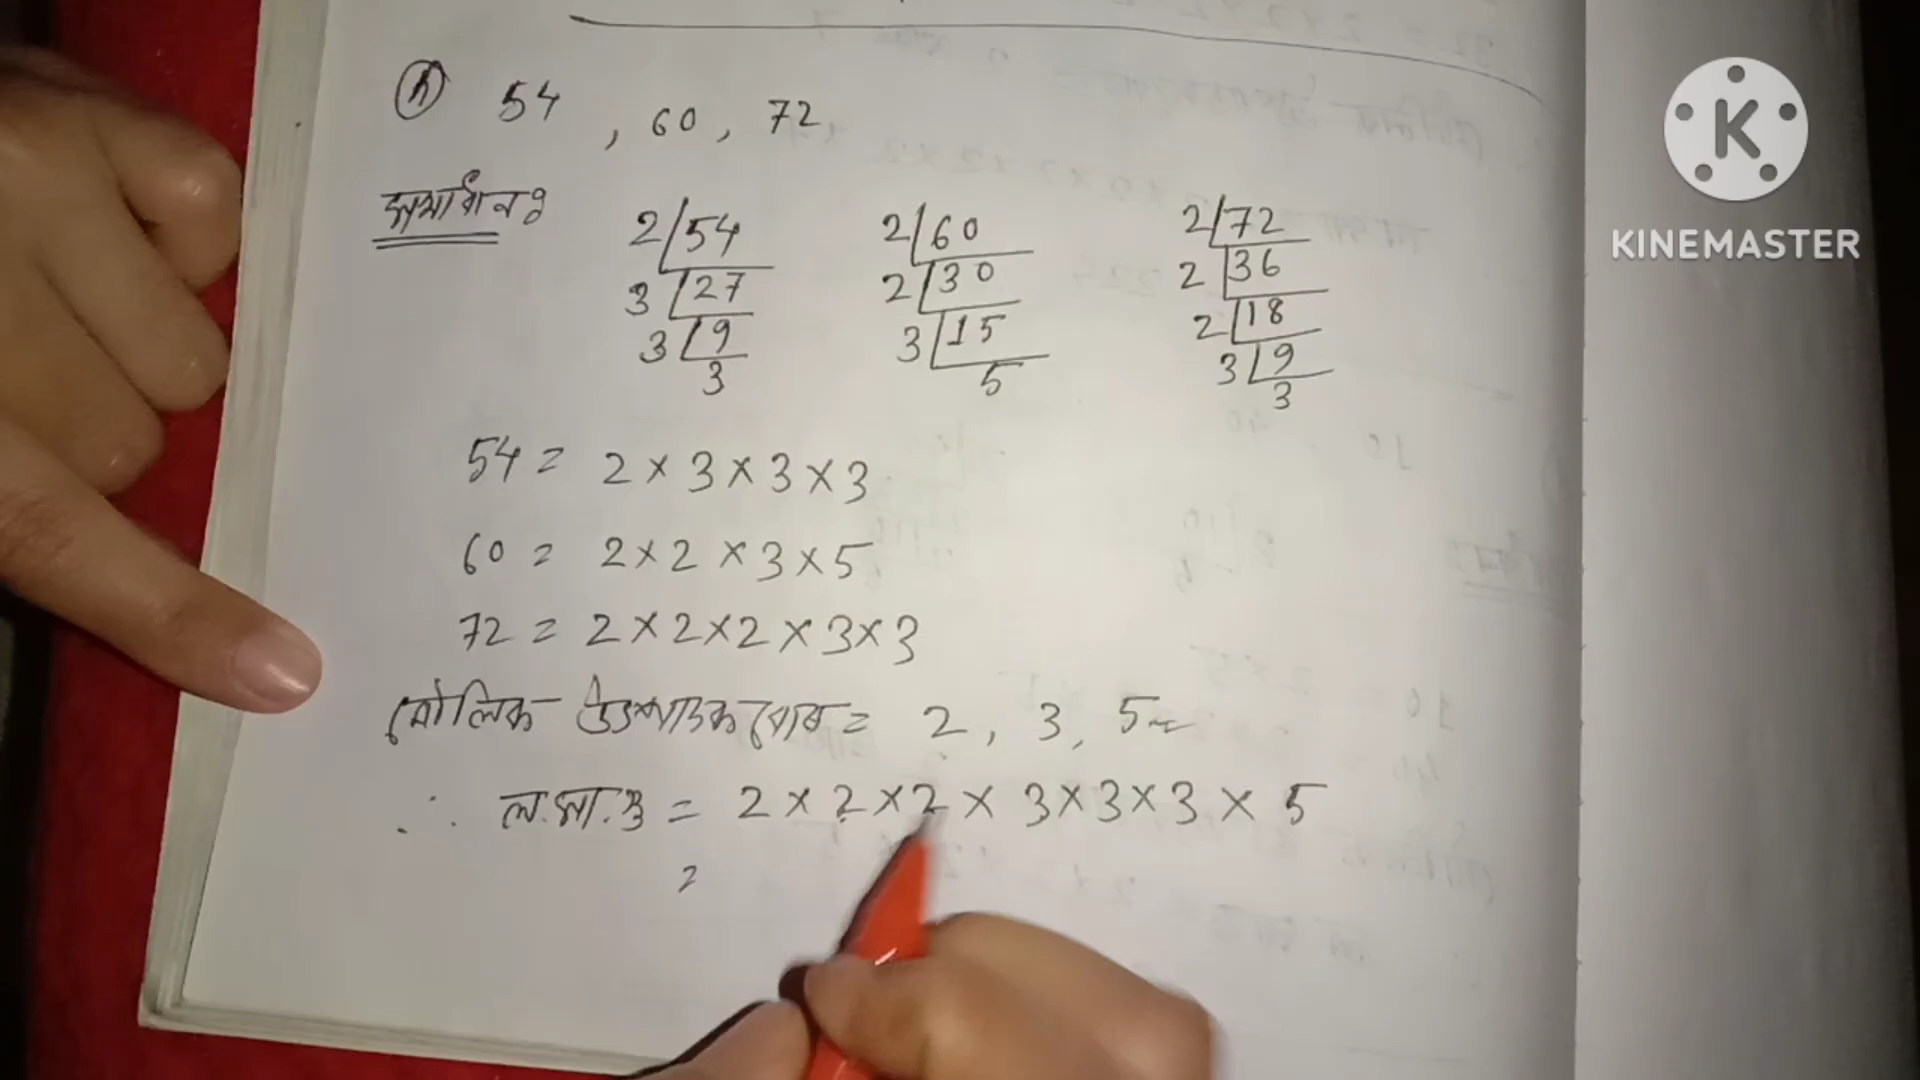 (h) 54, 60, 72
সমাধানঃ
2 54
3 27
3 9
3
2 60
2 30
3 15
5
2 72
2 36
2 18
3 9
3
54 = 2 × 3 × 3 × 3
60 = 2 × 2 × 3 × 5
72 = 2 × 2 × 2 × 3 × 3
মৌলিক উৎপাদকবোৰ = 2, 3, 5
∴ ল.সা.গু = 2 × 2 × 2 × 3 × 3 × 3 × 5
=
K
KINEMASTER